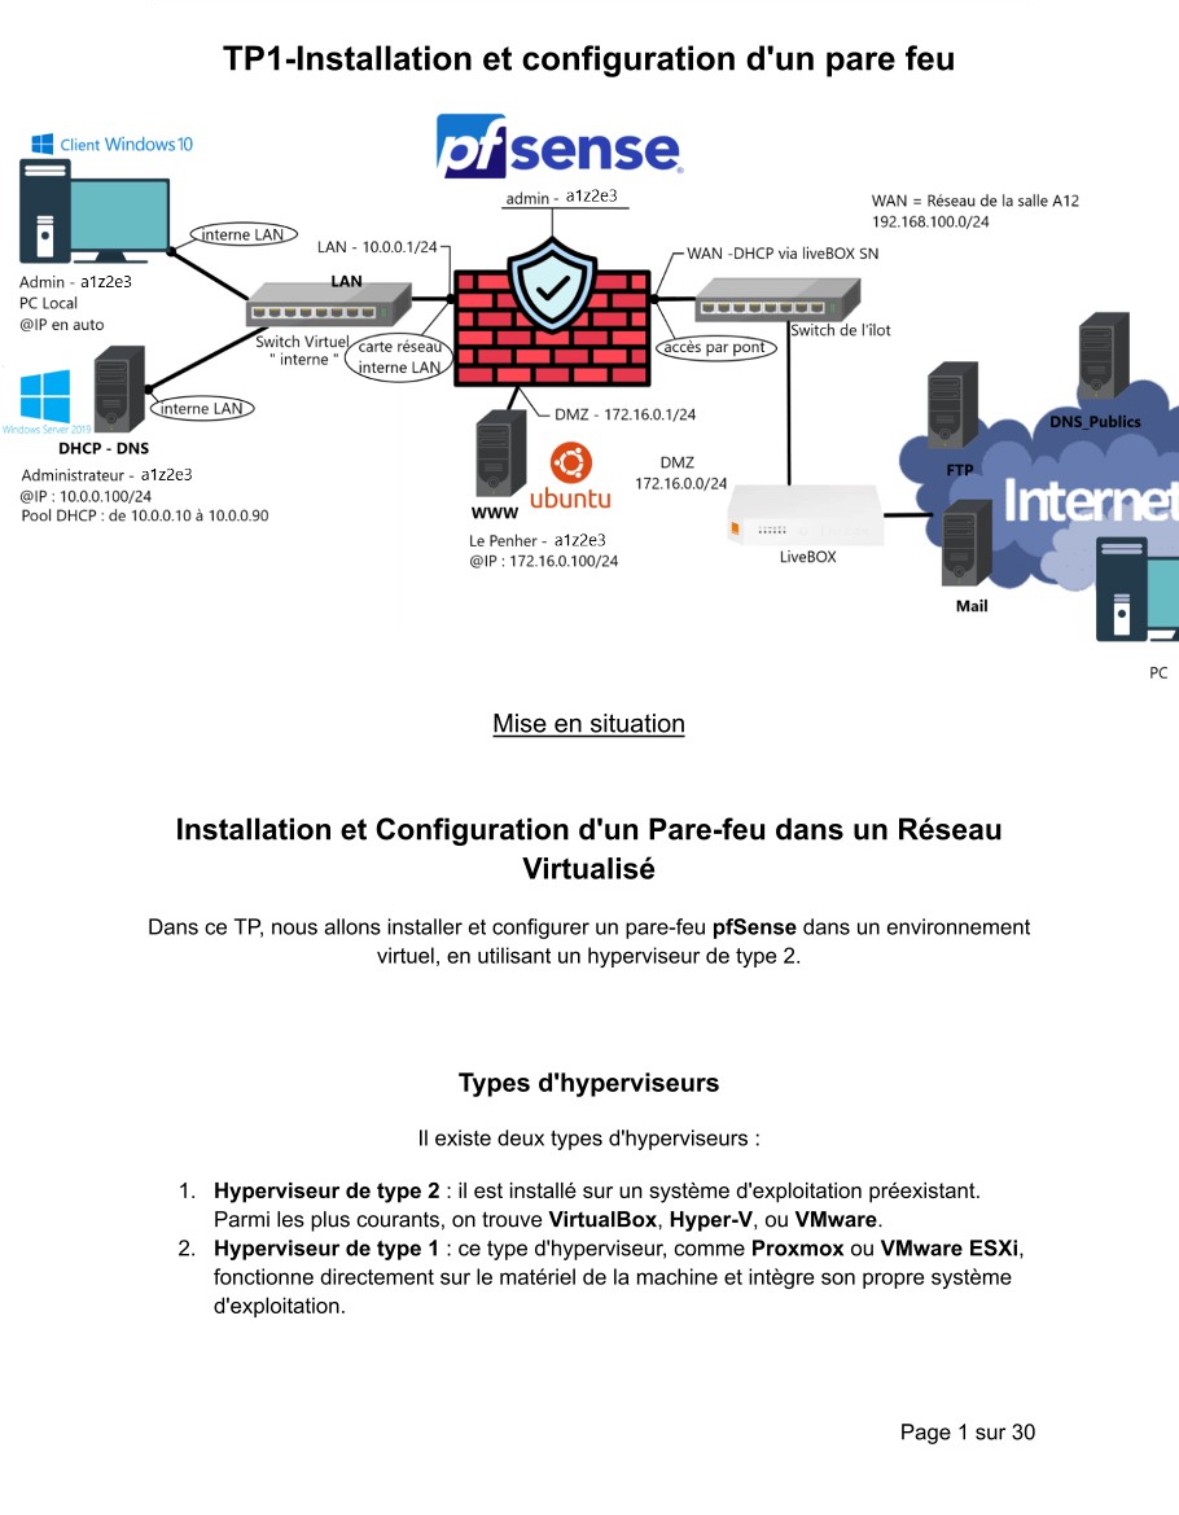 TP1-Installation et configuration d'un pare feu
Client Windows 10
pfsense
admin - a1z2e3
WAN = Réseau de la salle A12
192.168.100.0/24
interne LAN
LAN - 10.0.0.1/24
WAN -DHCP via liveBOX SN
Admin - a1z2e3
PC Local
@IP en auto
LAN
Switch Virtuel
" interne "
carte réseau
interne LAN
accès par pont
Switch de l'îlot
interne LAN
Windows Server 2019
DHCP - DNS
Administrateur - a1z2e3
@IP : 10.0.0.100/24
Pool DHCP : de 10.0.0.10 à 10.0.0.90
DMZ - 172.16.0.1/24
ubuntu
www
Le Penher - a1z2e3
@IP : 172.16.0.100/24
DMZ
172.16.0.0/24
LiveBOX
DNS_Publics
FTP
Internet
Mail
PC
Mise en situation
Installation et Configuration d'un Pare-feu dans un Réseau
Virtualisé
Dans ce TP, nous allons installer et configurer un pare-feu pfSense dans un environnement
virtuel, en utilisant un hyperviseur de type 2.
Types d'hyperviseurs
Il existe deux types d'hyperviseurs :
1. Hyperviseur de type 2 : il est installé sur un système d'exploitation préexistant.
Parmi les plus courants, on trouve VirtualBox, Hyper-V, ou VMware.
2. Hyperviseur de type 1 : ce type d'hyperviseur, comme Proxmox ou VMware ESXi,
fonctionne directement sur le matériel de la machine et intègre son propre système
d'exploitation.
Page 1 sur 30